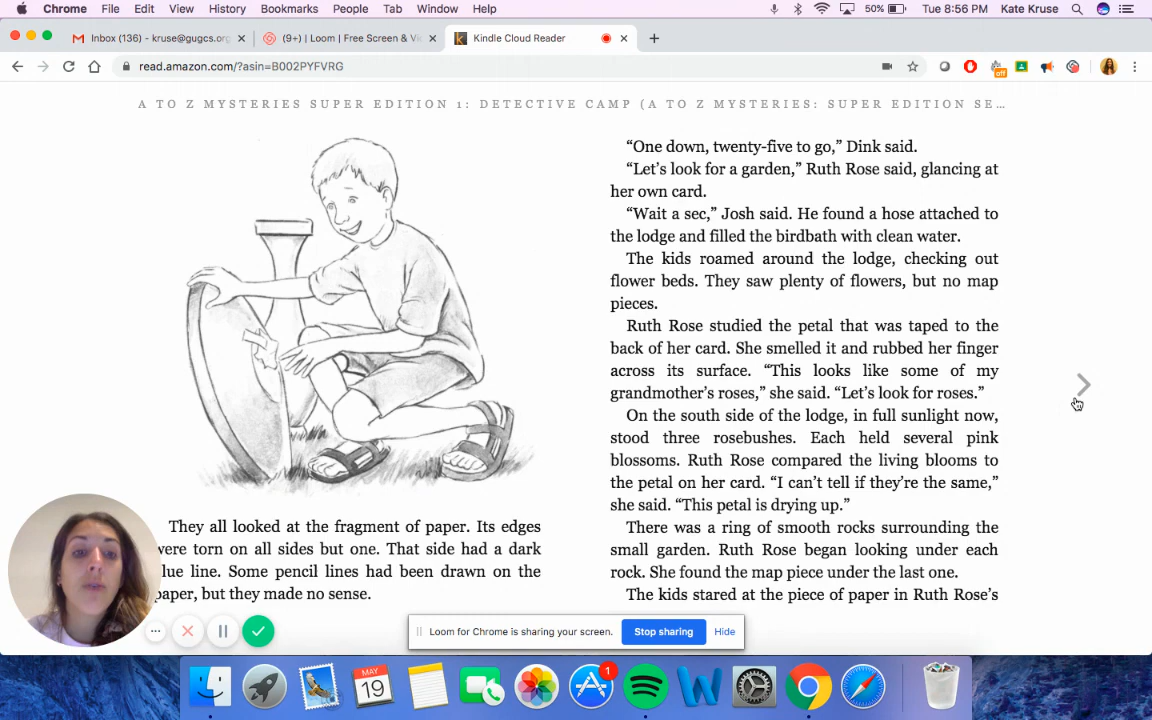 Chrome File Edit View History Bookmarks People Tab Window Help 50% Tue 8:56 PM Kate Kruse
Inbox (136) - kruse@gugcs.org (9+) | Loom | Free Screen & Vi Kindle Cloud Reader
read.amazon.com/?asin=B002PYFVRG off
A TO Z MYSTERIES SUPER EDITION 1: DETECTIVE CAMP (A TO Z MYSTERIES: SUPER EDITION SE...
They all looked at the fragment of paper. Its edges
were torn on all sides but one. That side had a dark
lue line. Some pencil lines had been drawn on the
paper, but they made no sense.
“One down, twenty-five to go,” Dink said.
“Let’s look for a garden,” Ruth Rose said, glancing at
her own card.
“Wait a sec,” Josh said. He found a hose attached to
the lodge and filled the birdbath with clean water.
The kids roamed around the lodge, checking out
flower beds. They saw plenty of flowers, but no map
pieces.
Ruth Rose studied the petal that was taped to the
back of her card. She smelled it and rubbed her finger
across its surface. “This looks like some of my
grandmother’s roses,” she said. “Let’s look for roses.”
On the south side of the lodge, in full sunlight now,
stood three rosebushes. Each held several pink
blossoms. Ruth Rose compared the living blooms to
the petal on her card. “I can’t tell if they’re the same,”
she said. “This petal is drying up.”
There was a ring of smooth rocks surrounding the
small garden. Ruth Rose began looking under each
rock. She found the map piece under the last one.
The kids stared at the piece of paper in Ruth Rose’s
Loom for Chrome is sharing your screen. Stop sharing Hide
MAY
19
1